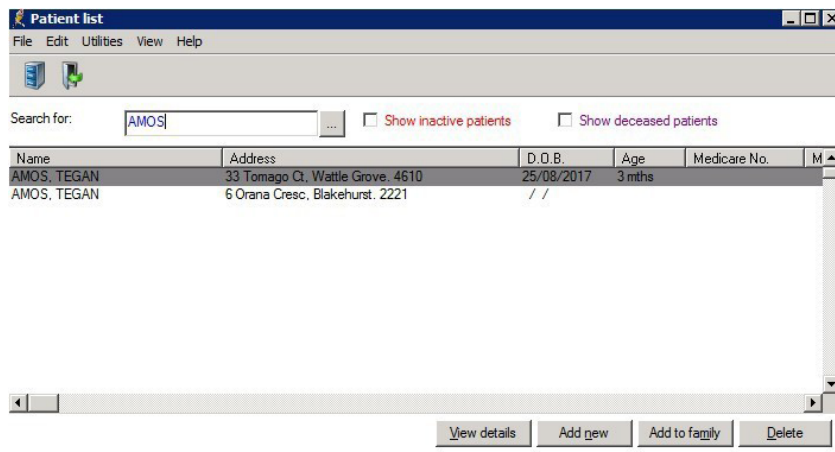 Patient list
File Edit Utilities View Help
Search for: AMOS ... Show inactive patients Show deceased patients
Name Address D.O.B. Age Medicare No. M
AMOS, TEGAN 33 Tomago Ct, Wattle Grove. 4610 25/08/2017 3 mths
AMOS, TEGAN 6 Orana Cresc, Blakehurst. 2221 / /
View details Add new Add to family Delete